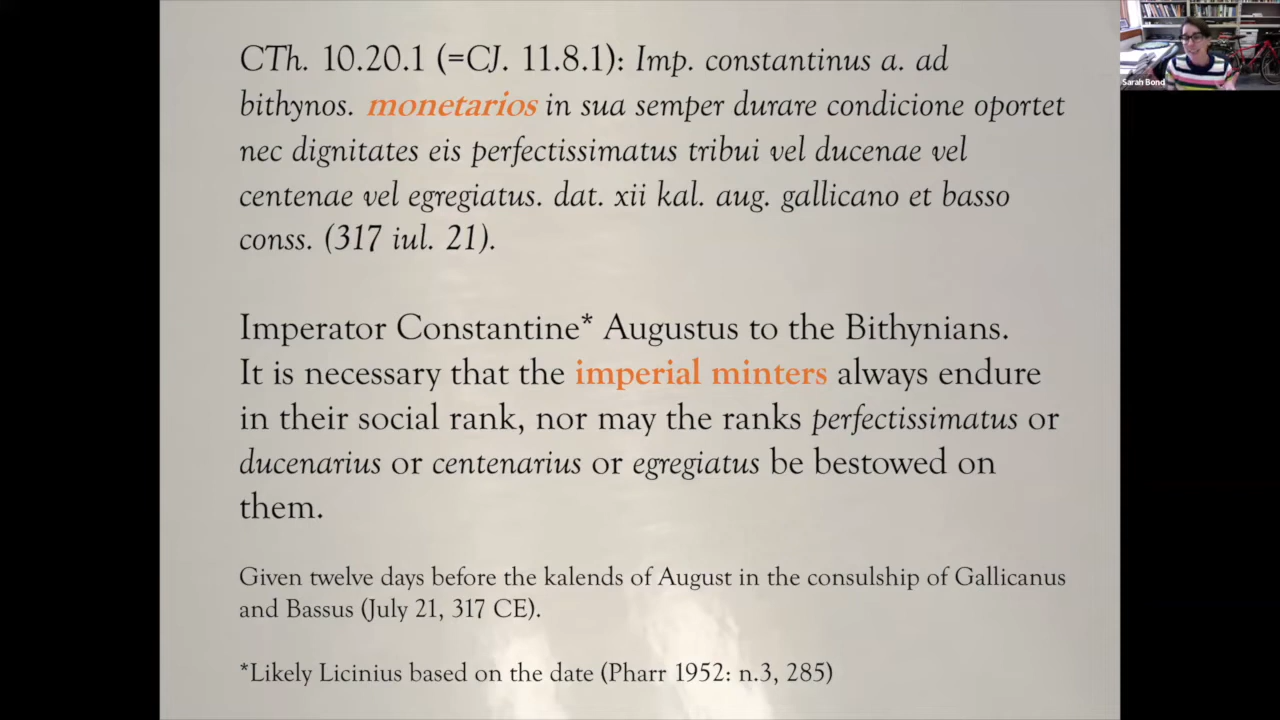 CTh. 10.20.1 (=CJ. 11.8.1): Imp. constantinus a. ad
bithynos. monetarios in sua semper durare condicione oportet
nec dignitates eis perfectissimatus tribui vel ducenae vel
centenae vel egregiatus. dat. xii kal. aug. gallicano et basso
conss. (317 iul. 21).
Imperator Constantine* Augustus to the Bithynians.
It is necessary that the imperial minters always endure
in their social rank, nor may the ranks perfectissimatus or
ducenarius or centenarius or egregiatus be bestowed on
them.
Given twelve days before the kalends of August in the consulship of Gallicanus
and Bassus (July 21, 317 CE).
*Likely Licinius based on the date (Pharr 1952: n.3, 285)
Sarah Bond